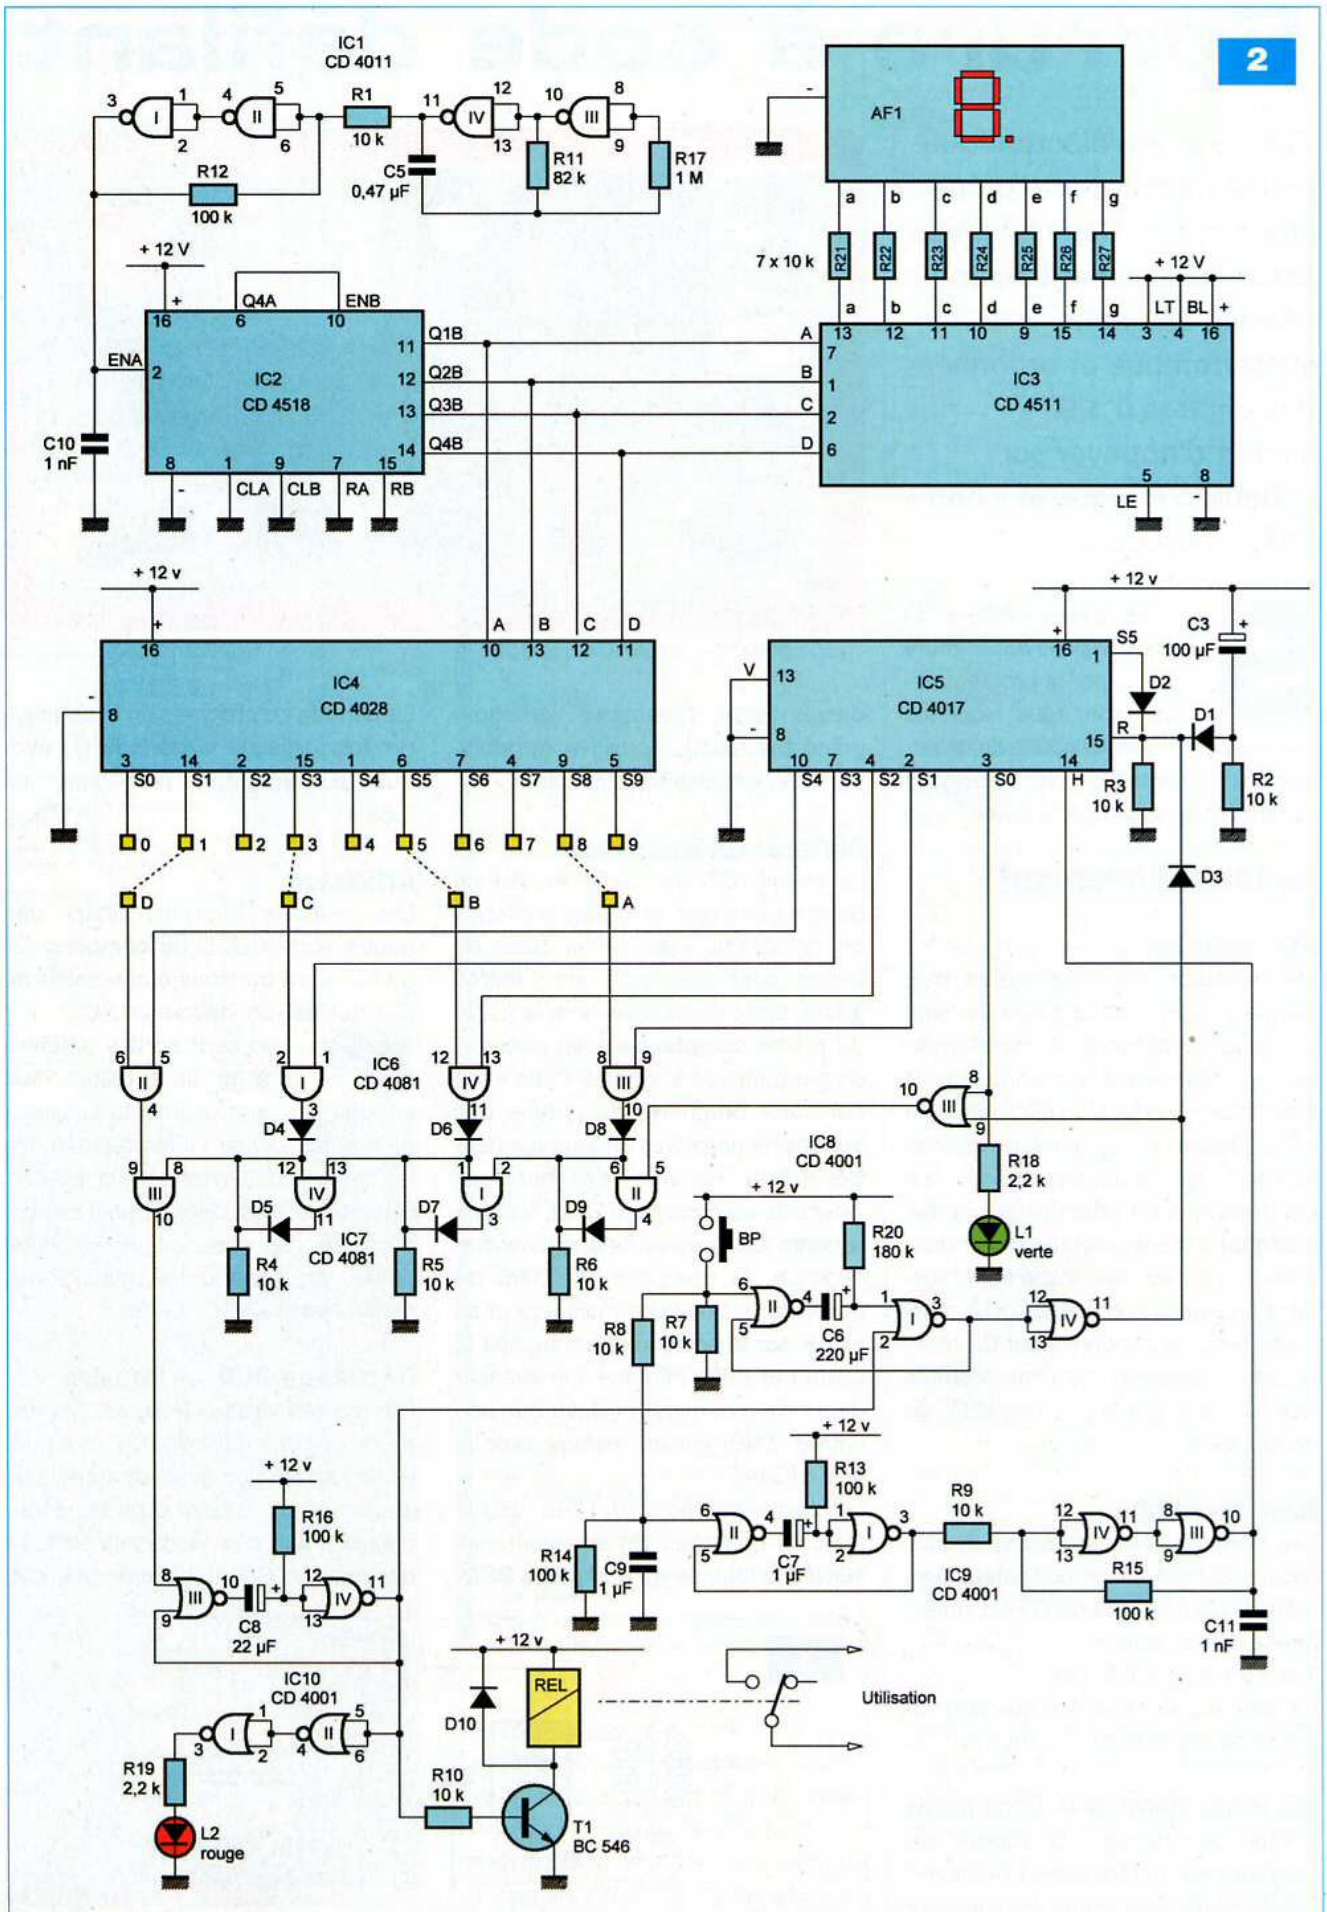 2
IC1
CD 4011
3 I 1 2
4 II 5 6
R1
10 k
11 IV 12 13
10 III 8 9
R12
100 k
C5
0,47 µF
R11
82 k
R17
1 M
AF1
-
a b c d e f g
7 x 10 k
R21 R22 R23 R24 R25 R26 R27
a b c d e f g
+ 12 V
LT BL +
13 12 11 10 9 15 14 3 4 16
A 7
B 1
C 2
D 6
IC3
CD 4511
5 8
LE
+ 12 V
+ Q4A ENB
16 6 10
ENA 2
IC2
CD 4518
11 Q1B
12 Q2B
13 Q3B
14 Q4B
8 1 9 7 15
- CLA CLB RA RB
C10
1 nF
+ 12 v
+ A B C D
16 10 13 12 11
IC4
CD 4028
-
8
3 14 2 15 1 6 7 4 9 5
S0 S1 S2 S3 S4 S5 S6 S7 S8 S9
0 1 2 3 4 5 6 7 8 9
D C B A
+ 12 v
+ 16
1 S5
C3 +
100 µF
V 13
- 8
IC5
CD 4017
D2
D1
R 15
10 7 4 2 3 14
S4 S3 S2 S1 S0 H
R3
10 k
R2
10 k
D3
6 5 II 4
2 1 I 3
IC6
CD 4081
12 13 IV 11
8 9 III 10
D4
D6
D8
9 8 III 10
12 13 IV 11
1 2 I 3
6 5 II 4
D5
D7
D9
IC7
CD 4081
R4
10 k
R5
10 k
R6
10 k
10 III 8 9
IC8
CD 4001
R18
2,2 k
L1
verte
+ 12 v
BP
R20
180 k
6 5 II 4
+
C6
220 µF
1 2 I 3
12 13 IV 11
R8
10 k
R7
10 k
+ 12 v
R13
100 k
R14
100 k
C9
1 µF
6 5 II 4
+
C7
1 µF
1 2 I 3
R9
10 k
IC9
CD 4001
12 13 IV 11
8 9 III 10
R15
100 k
C11
1 nF
+ 12 v
R16
100 k
8 9 III 10
+
C8
22 µF
12 13 IV 11
IC10
CD 4001
3 I 1 2
4 II 5 6
R19
2,2 k
L2
rouge
+ 12 v
REL
D10
R10
10 k
T1
BC 546
Utilisation